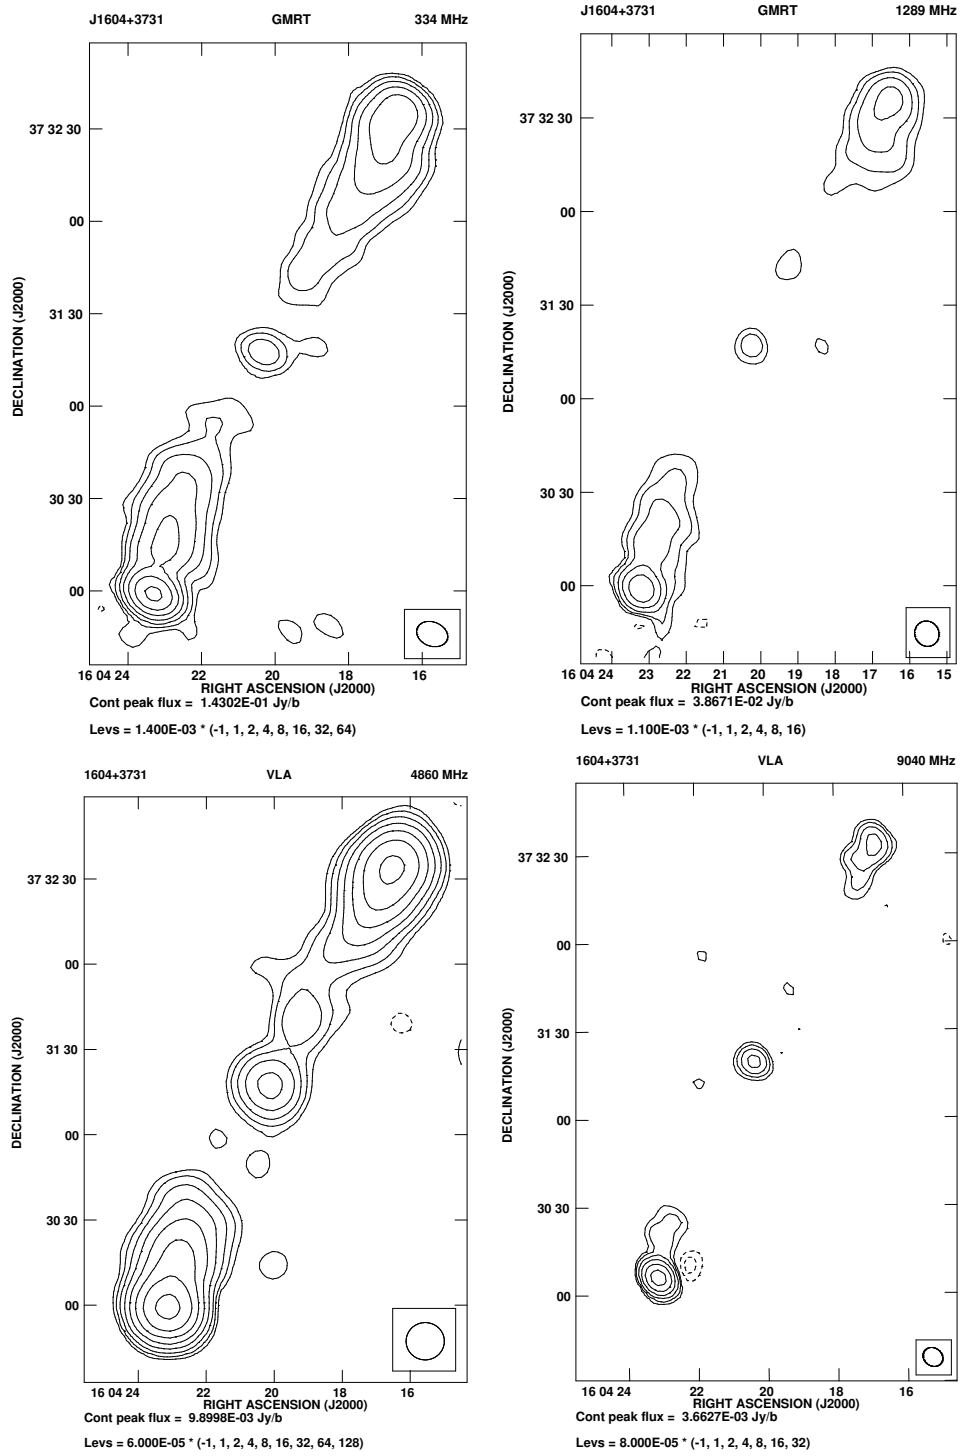 J1604+3731 GMRT 334 MHz
37 32 30
00
31 30
00
30 30
00
DECLINATION (J2000)
16 04 24 22 20 18 16
RIGHT ASCENSION (J2000)
Cont peak flux = 1.4302E-01 Jy/b
Levs = 1.400E-03 * (-1, 1, 2, 4, 8, 16, 32, 64)
J1604+3731 GMRT 1289 MHz
37 32 30
00
31 30
00
30 30
00
DECLINATION (J2000)
16 04 24 23 22 21 20 19 18 17 16 15
RIGHT ASCENSION (J2000)
Cont peak flux = 3.8671E-02 Jy/b
Levs = 1.100E-03 * (-1, 1, 2, 4, 8, 16)
1604+3731 VLA 4860 MHz
37 32 30
00
31 30
00
30 30
00
DECLINATION (J2000)
16 04 24 22 20 18 16
RIGHT ASCENSION (J2000)
Cont peak flux = 9.8998E-03 Jy/b
Levs = 6.000E-05 * (-1, 1, 2, 4, 8, 16, 32, 64, 128)
1604+3731 VLA 9040 MHz
37 32 30
00
31 30
00
30 30
00
DECLINATION (J2000)
16 04 24 22 20 18 16
RIGHT ASCENSION (J2000)
Cont peak flux = 3.6627E-03 Jy/b
Levs = 8.000E-05 * (-1, 1, 2, 4, 8, 16, 32)